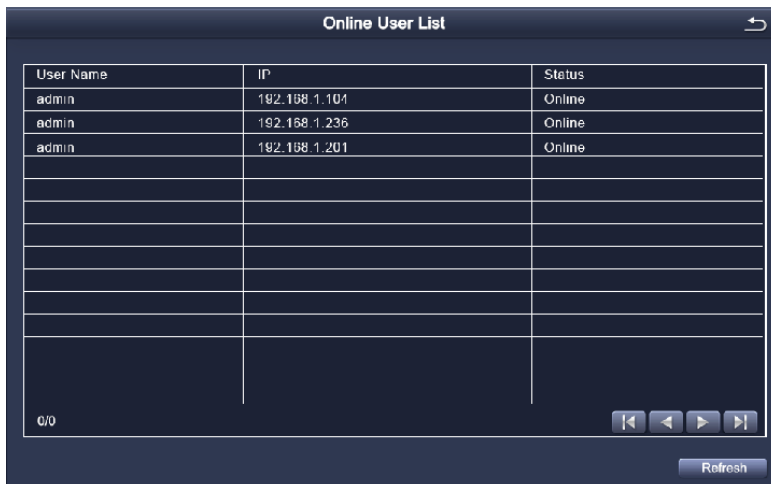 Online User List
User Name IP Status
admin 192.168.1.104 Online
admin 192.168.1.236 Online
admin 192.168.1.201 Online
0/0
Refresh